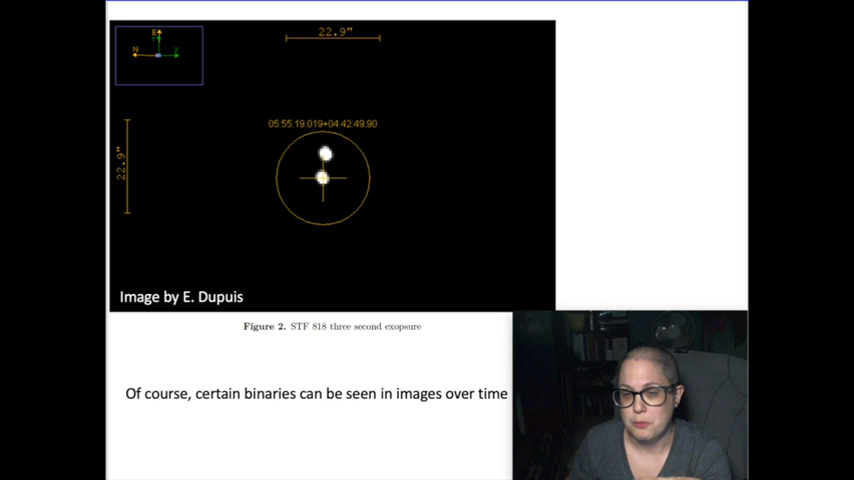 22.9"
E
Y
N
X
05:55:19.019+04:42:49.90
22.9"
Image by E. Dupuis
Figure 2. STF 818 three second exopsure
Of course, certain binaries can be seen in images over time